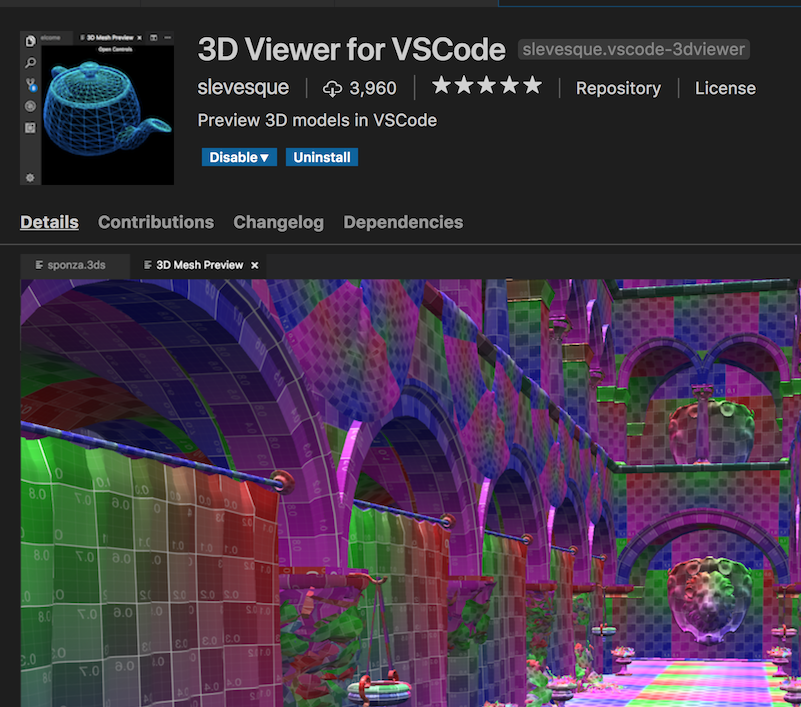 elcome 3D Mesh Preview ×
Open Controls
3D Viewer for VSCode slevesque.vscode-3dviewer
slevesque 3,960 Repository License
Preview 3D models in VSCode
Disable▼ Uninstall
Details Contributions Changelog Dependencies
sponza.3ds 3D Mesh Preview ×